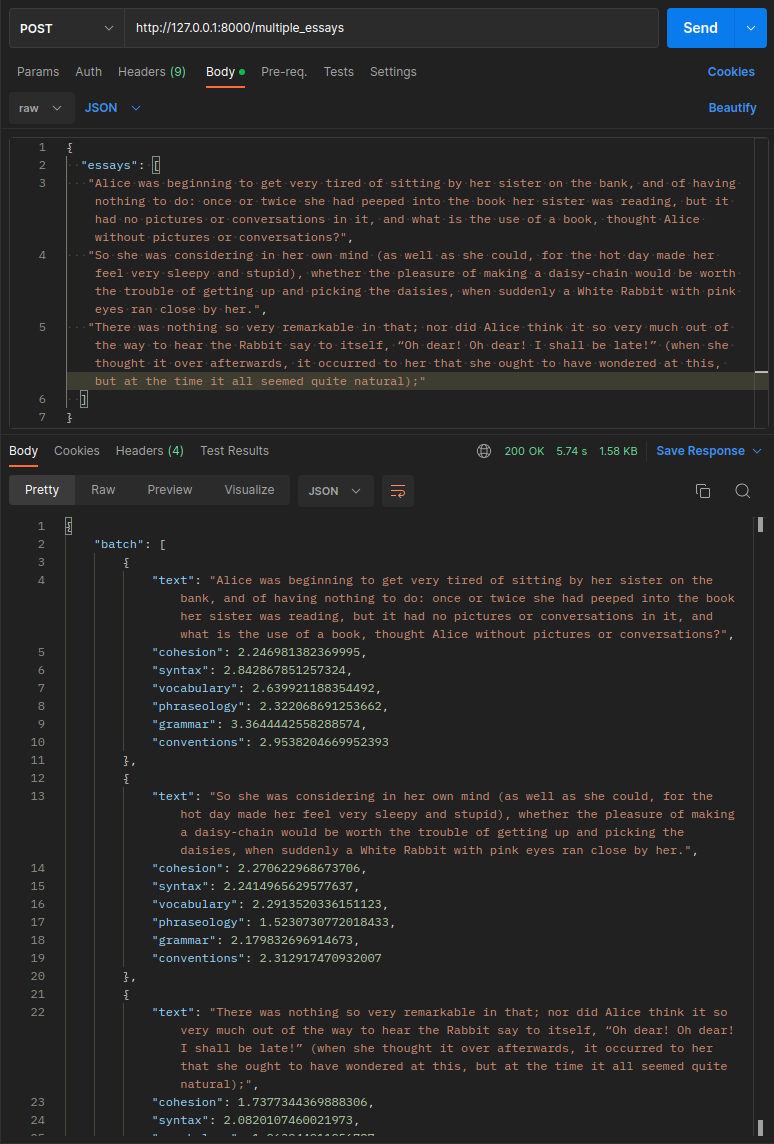 POST http://127.0.0.1:8000/multiple_essays Send
Params Auth Headers (9) Body Pre-req. Tests Settings Cookies
raw JSON Beautify
1 {
2 "essays": [
3 "Alice was beginning to get very tired of sitting by her sister on the bank, and of having
nothing to do: once or twice she had peeped into the book her sister was reading, but it
had no pictures or conversations in it, and what is the use of a book, thought Alice
without pictures or conversations?",
4 "So she was considering in her own mind (as well as she could, for the hot day made her
feel very sleepy and stupid), whether the pleasure of making a daisy-chain would be worth
the trouble of getting up and picking the daisies, when suddenly a White Rabbit with pink
eyes ran close by her.",
5 "There was nothing so very remarkable in that; nor did Alice think it so very much out of
the way to hear the Rabbit say to itself, “Oh dear! Oh dear! I shall be late!” (when she
thought it over afterwards, it occurred to her that she ought to have wondered at this,
but at the time it all seemed quite natural);"
6 ]
7 }
Body Cookies Headers (4) Test Results 200 OK 5.74 s 1.58 KB Save Response
Pretty Raw Preview Visualize JSON
1 {
2 "batch": [
3 {
4 "text": "Alice was beginning to get very tired of sitting by her sister on the
bank, and of having nothing to do: once or twice she had peeped into the book
her sister was reading, but it had no pictures or conversations in it, and
what is the use of a book, thought Alice without pictures or conversations?",
5 "cohesion": 2.246981382369995,
6 "syntax": 2.842867851257324,
7 "vocabulary": 2.639921188354492,
8 "phraseology": 2.322068691253662,
9 "grammar": 3.3644442558288574,
10 "conventions": 2.9538204669952393
11 },
12 {
13 "text": "So she was considering in her own mind (as well as she could, for the
hot day made her feel very sleepy and stupid), whether the pleasure of making
a daisy-chain would be worth the trouble of getting up and picking the
daisies, when suddenly a White Rabbit with pink eyes ran close by her.",
14 "cohesion": 2.270622968673706,
15 "syntax": 2.2414965629577637,
16 "vocabulary": 2.2913520336151123,
17 "phraseology": 1.5230730772018433,
18 "grammar": 2.179832696914673,
19 "conventions": 2.312917470932007
20 },
21 {
22 "text": "There was nothing so very remarkable in that; nor did Alice think it so
very much out of the way to hear the Rabbit say to itself, “Oh dear! Oh dear!
I shall be late!” (when she thought it over afterwards, it occurred to her
that she ought to have wondered at this, but at the time it all seemed quite
natural);",
23 "cohesion": 1.7377344369888306,
24 "syntax": 2.0820107460021973,